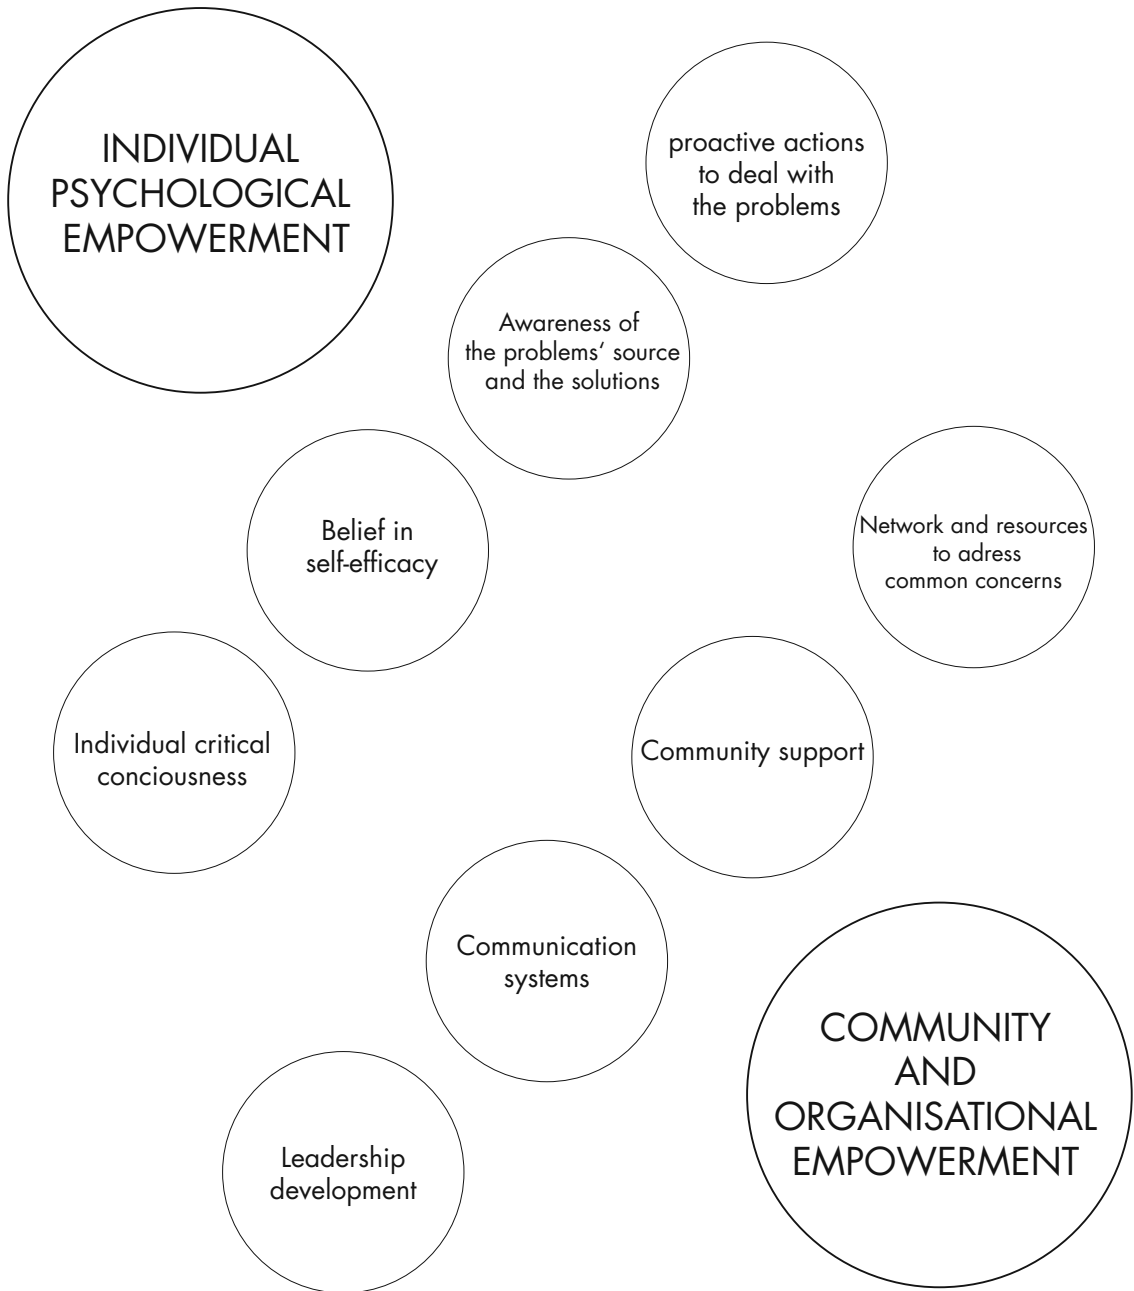 INDIVIDUAL
PSYCHOLOGICAL
EMPOWERMENT
proactive actions
to deal with
the problems
Awareness of
the problems‘ source
and the solutions
Belief in
self-efficacy
Network and resources
to adress
common concerns
Individual critical
conciousness
Community support
Communication
systems
COMMUNITY
AND
ORGANISATIONAL
EMPOWERMENT
Leadership
development